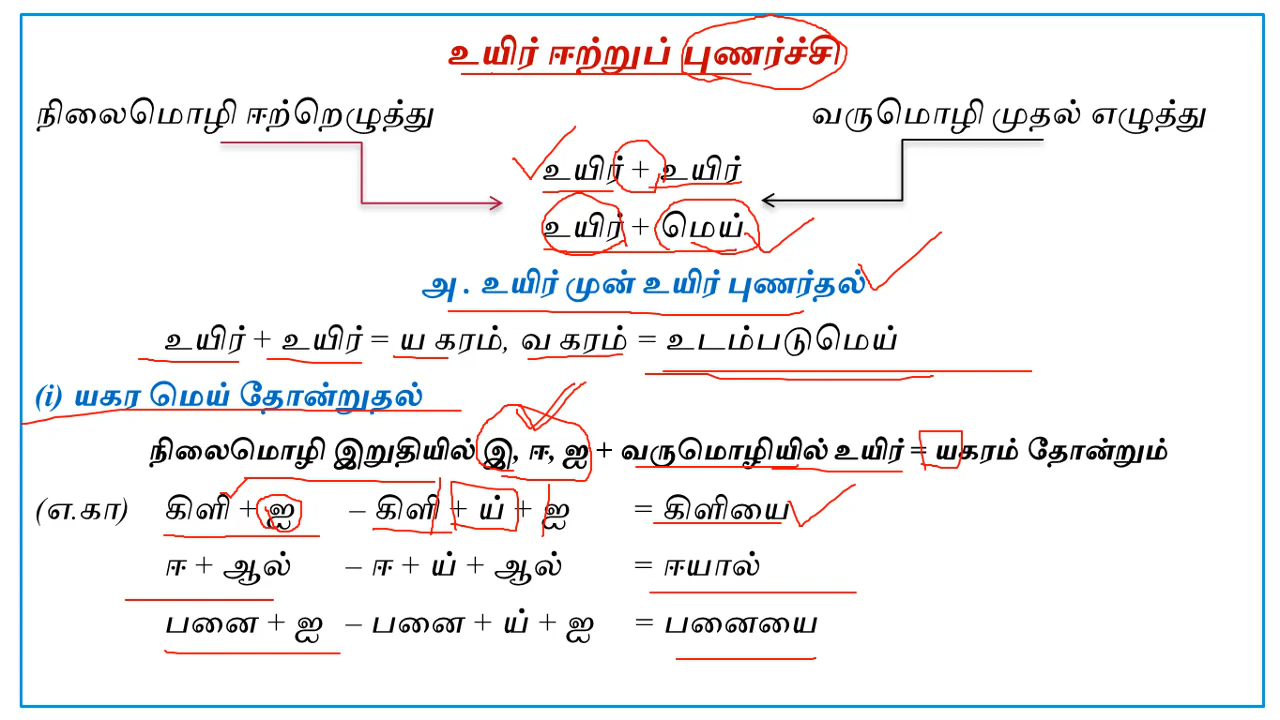 உயிர் ஈற்றுப் புணர்ச்சி
நிலைமொழி ஈற்றெழுத்து வருமொழி முதல் எழுத்து
உயிர் + உயிர்
உயிர் + மெய்
அ . உயிர் முன் உயிர் புணர்தல்
உயிர் + உயிர் = ய கரம், வ கரம் = உடம்படுமெய்
(i) யகர மெய் தோன்றுதல்
நிலைமொழி இறுதியில் இ, ஈ, ஐ + வருமொழியில் உயிர் = யகரம் தோன்றும்
(எ.கா) கிளி + ஐ – கிளி + ய் + ஐ = கிளியை
ஈ + ஆல் – ஈ + ய் + ஆல் = ஈயால்
பனை + ஐ – பனை + ய் + ஐ = பனையை